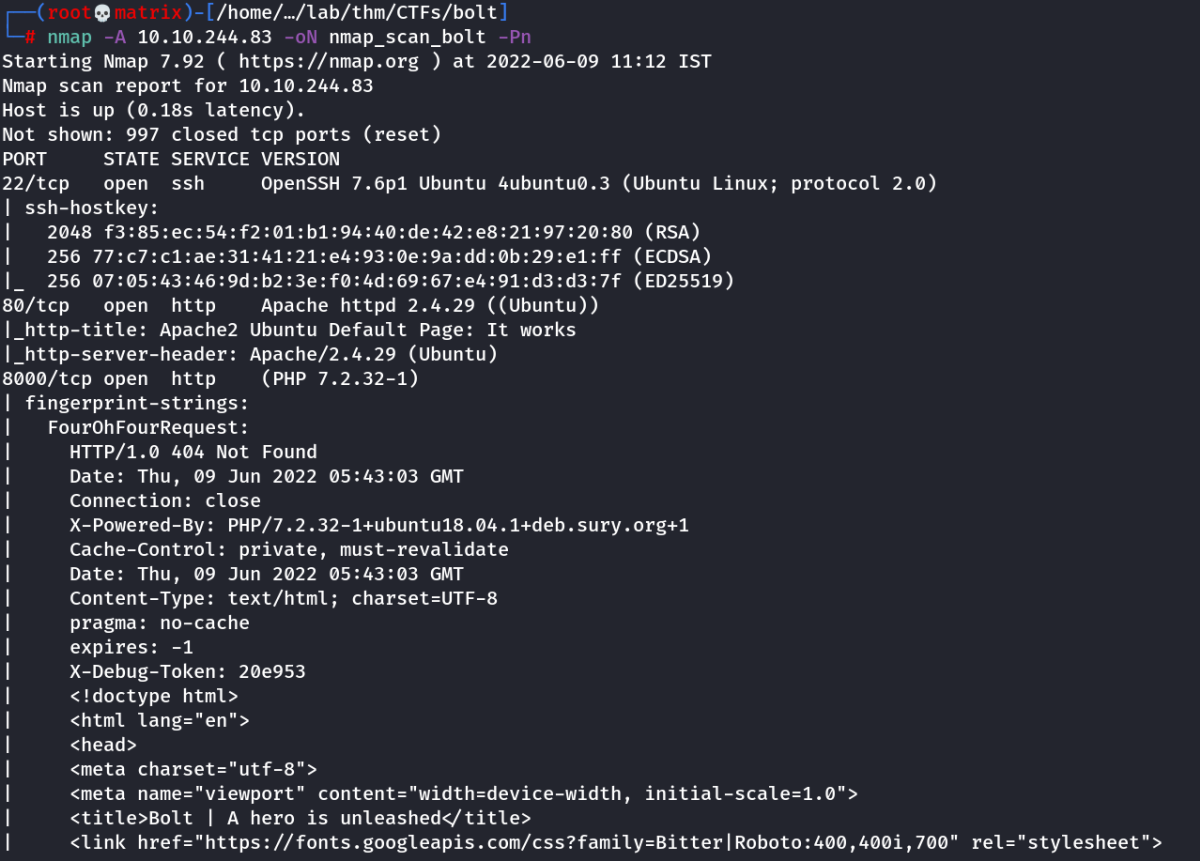 ┌──(root💀matrix)-[/home/…/lab/thm/CTFs/bolt]
└─# nmap -A 10.10.244.83 -oN nmap_scan_bolt -Pn
Starting Nmap 7.92 ( https://nmap.org ) at 2022-06-09 11:12 IST
Nmap scan report for 10.10.244.83
Host is up (0.18s latency).
Not shown: 997 closed tcp ports (reset)
PORT     STATE SERVICE VERSION
22/tcp   open  ssh     OpenSSH 7.6p1 Ubuntu 4ubuntu0.3 (Ubuntu Linux; protocol 2.0)
| ssh-hostkey:
|   2048 f3:85:ec:54:f2:01:b1:94:40:de:42:e8:21:97:20:80 (RSA)
|   256 77:c7:c1:ae:31:41:21:e4:93:0e:9a:dd:0b:29:e1:ff (ECDSA)
|_  256 07:05:43:46:9d:b2:3e:f0:4d:69:67:e4:91:d3:d3:7f (ED25519)
80/tcp   open  http    Apache httpd 2.4.29 ((Ubuntu))
|_http-title: Apache2 Ubuntu Default Page: It works
|_http-server-header: Apache/2.4.29 (Ubuntu)
8000/tcp open  http    (PHP 7.2.32-1)
| fingerprint-strings:
|   FourOhFourRequest:
|     HTTP/1.0 404 Not Found
|     Date: Thu, 09 Jun 2022 05:43:03 GMT
|     Connection: close
|     X-Powered-By: PHP/7.2.32-1+ubuntu18.04.1+deb.sury.org+1
|     Cache-Control: private, must-revalidate
|     Date: Thu, 09 Jun 2022 05:43:03 GMT
|     Content-Type: text/html; charset=UTF-8
|     pragma: no-cache
|     expires: -1
|     X-Debug-Token: 20e953
|     <!doctype html>
|     <html lang="en">
|     <head>
|     <meta charset="utf-8">
|     <meta name="viewport" content="width=device-width, initial-scale=1.0">
|     <title>Bolt | A hero is unleashed</title>
|     <link href="https://fonts.googleapis.com/css?family=Bitter|Roboto:400,400i,700" rel="stylesheet">